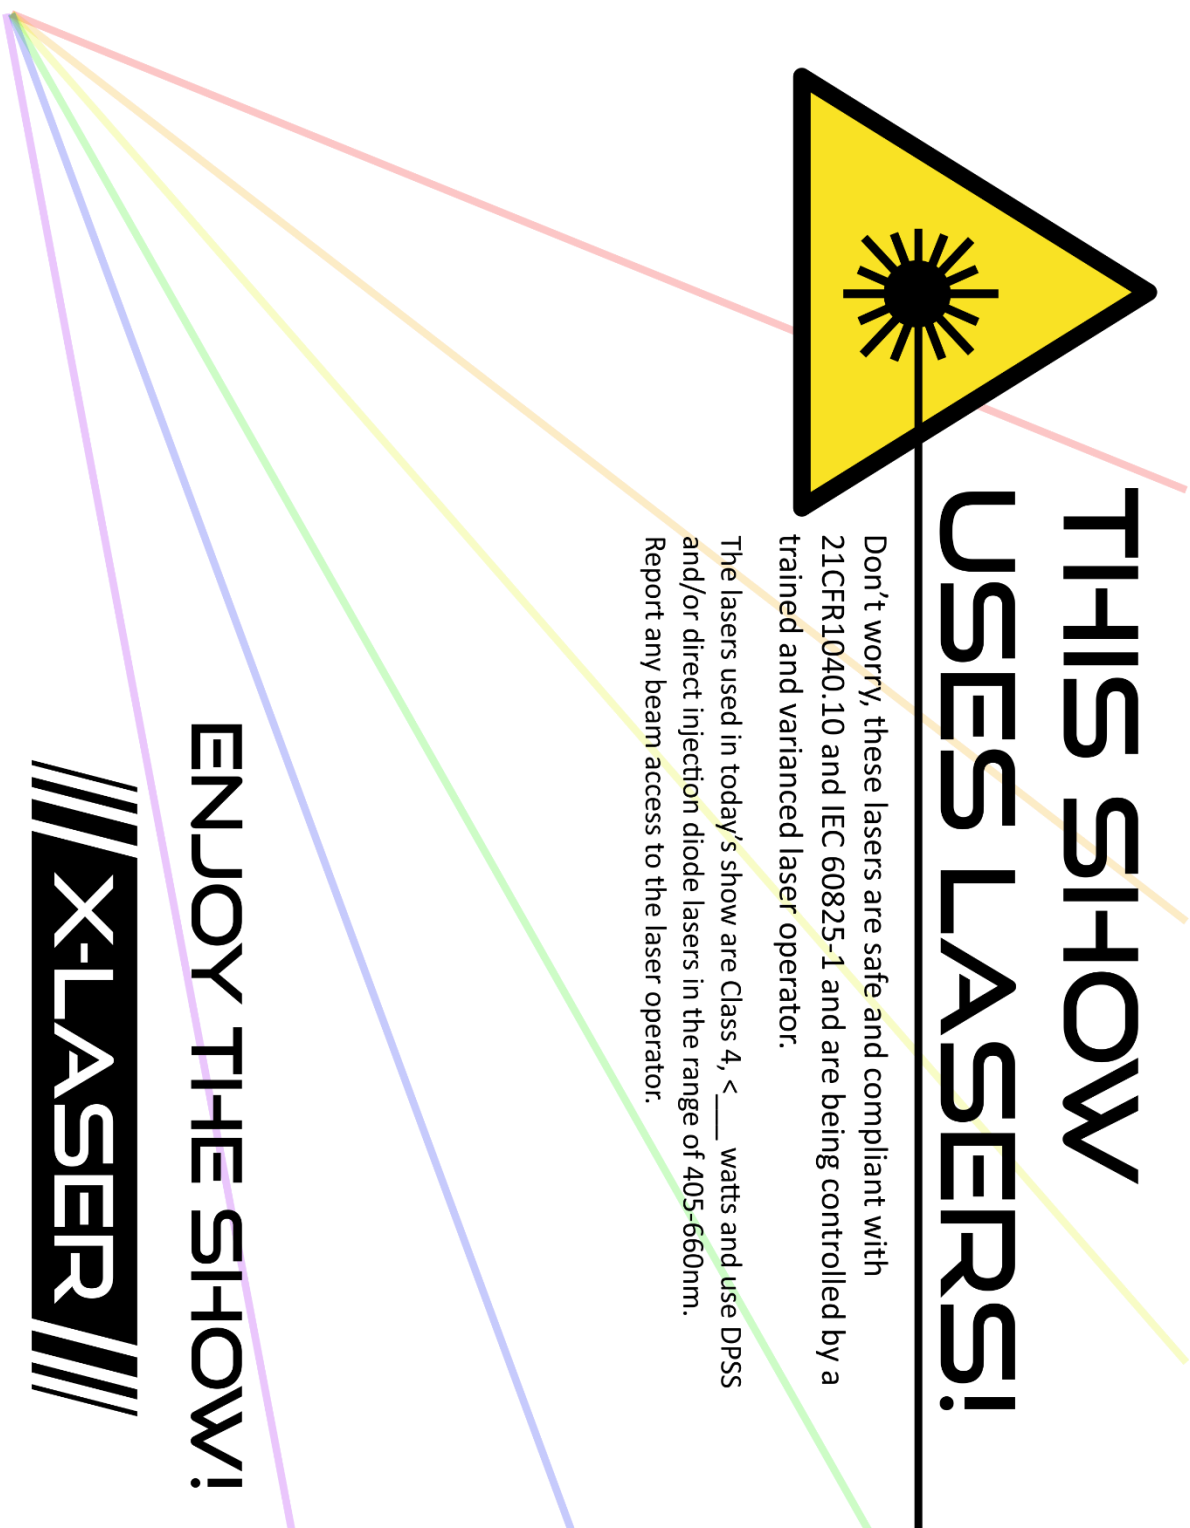 THIS SHOW
USES LASERS!
Don't worry, these lasers are safe and compliant with
21CFR1040.10 and IEC 60825-1 and are being controlled by a
trained and varianced laser operator.
The lasers used in today's show are Class 4, <____ watts and use DPSS
and/or direct injection diode lasers in the range of 405-660nm.
Report any beam access to the laser operator.
ENJOY THE SHOW!
X-LASER